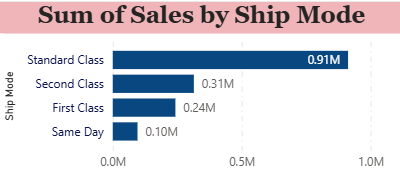 Sum of Sales by Ship Mode
Ship Mode
Standard Class 0.91M
Second Class 0.31M
First Class 0.24M
Same Day 0.10M
0.0M 0.5M 1.0M